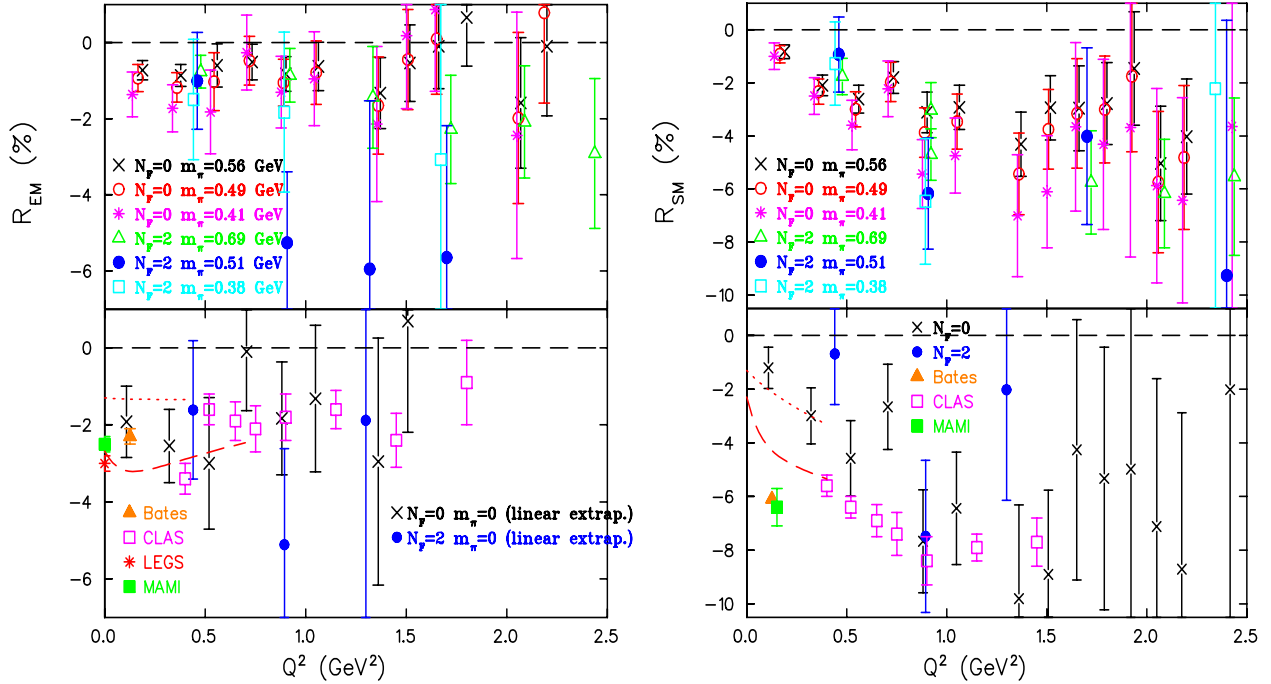 R_EM (%)
0
−2
−4
−6
N_F=0 m_π=0.56 GeV
N_F=0 m_π=0.49 GeV
N_F=0 m_π=0.41 GeV
N_F=2 m_π=0.69 GeV
N_F=2 m_π=0.51 GeV
N_F=2 m_π=0.38 GeV
0
−2
−4
−6
Bates
CLAS
LEGS
MAMI
N_F=0 m_π=0 (linear extrap.)
N_F=2 m_π=0 (linear extrap.)
0.0 0.5 1.0 1.5 2.0 2.5
Q² (GeV²)
R_SM (%)
0
−2
−4
−6
−8
−10
N_F=0 m_π=0.56
N_F=0 m_π=0.49
N_F=0 m_π=0.41
N_F=2 m_π=0.69
N_F=2 m_π=0.51
N_F=2 m_π=0.38
0
−2
−4
−6
−8
−10
N_F=0
N_F=2
Bates
CLAS
MAMI
0.0 0.5 1.0 1.5 2.0 2.5
Q² (GeV²)